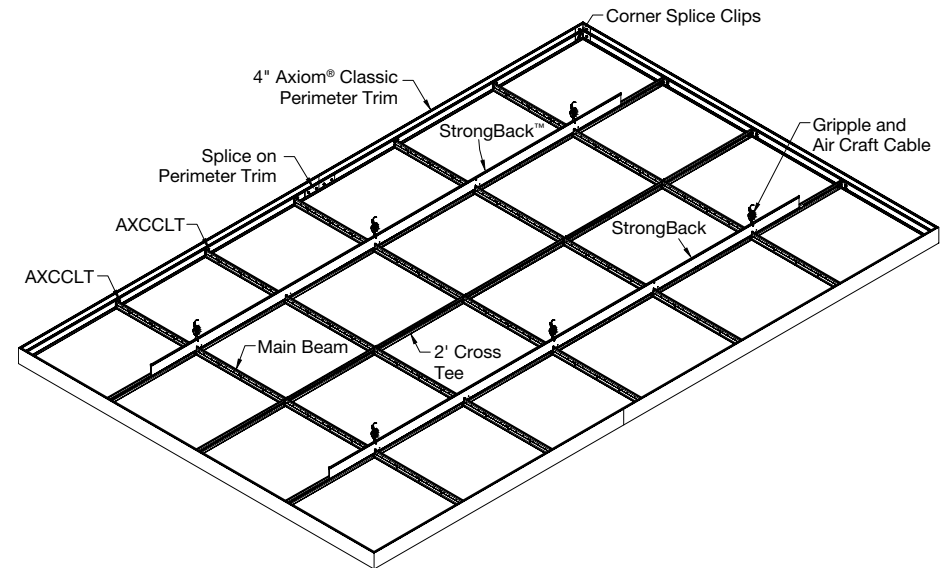 Corner Splice Clips
4" Axiom® Classic
Perimeter Trim
StrongBack™
Gripple and
Air Craft Cable
Splice on
Perimeter Trim
AXCCLT
StrongBack
AXCCLT
Main Beam
2' Cross
Tee